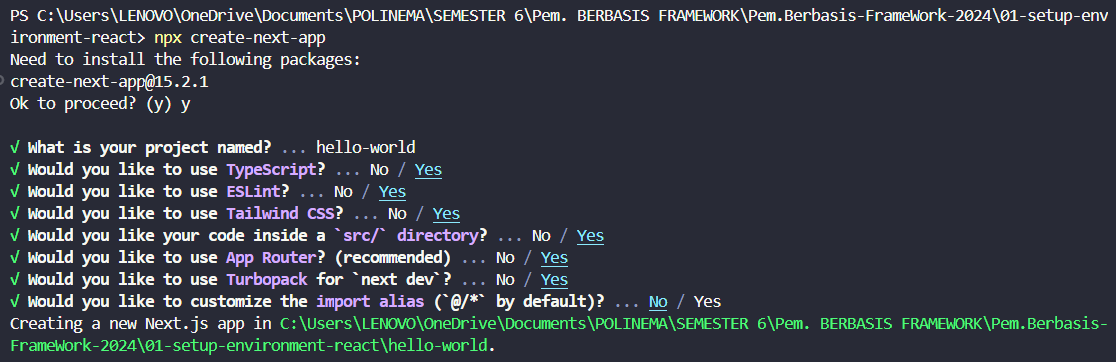 PS C:\Users\LENOVO\OneDrive\Documents\POLINEMA\SEMESTER 6\Pem. BERBASIS FRAMEWORK\Pem.Berbasis-FrameWork-2024\01-setup-env
ironment-react> npx create-next-app
Need to install the following packages:
create-next-app@15.2.1
Ok to proceed? (y) y
√ What is your project named? ... hello-world
√ Would you like to use TypeScript? ... No / Yes
√ Would you like to use ESLint? ... No / Yes
√ Would you like to use Tailwind CSS? ... No / Yes
√ Would you like your code inside a `src/` directory? ... No / Yes
√ Would you like to use App Router? (recommended) ... No / Yes
√ Would you like to use Turbopack for `next dev`? ... No / Yes
√ Would you like to customize the import alias (`@/*` by default)? ... No / Yes
Creating a new Next.js app in C:\Users\LENOVO\OneDrive\Documents\POLINEMA\SEMESTER 6\Pem. BERBASIS FRAMEWORK\Pem.Berbasis-
FrameWork-2024\01-setup-environment-react\hello-world.